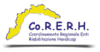 Co.R.E.R.H.
Coordinamento Regionale Enti
Riabilitazione Handicap